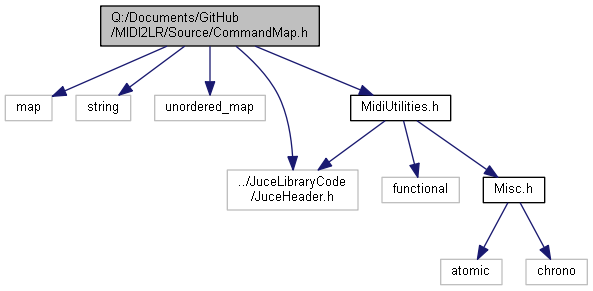 Q:/Documents/GitHub
/MIDI2LR/Source/CommandMap.h
map
string
unordered_map
MidiUtilities.h
../JuceLibraryCode
/JuceHeader.h
functional
Misc.h
atomic
chrono